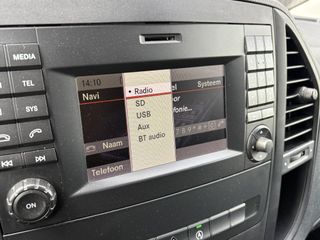 MEDIA
TEL
SYS
ON
14:10
Navi
• Radio
SD
USB
Aux
BT audio
Systeem
Naam
Telefoon